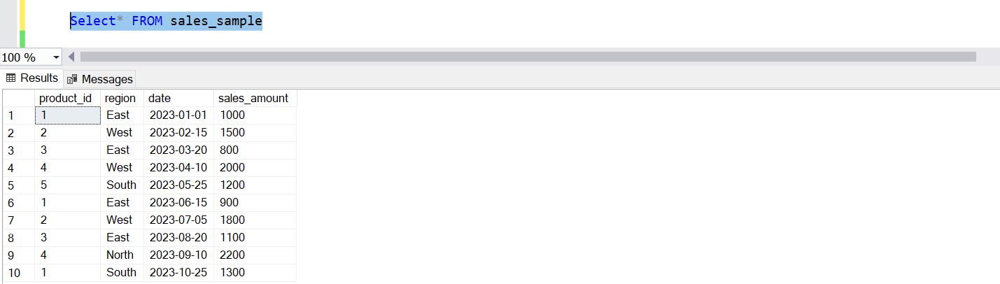 Select* FROM sales_sample
100 %
Results Messages
product_id region date sales_amount
1 1 East 2023-01-01 1000
2 2 West 2023-02-15 1500
3 3 East 2023-03-20 800
4 4 West 2023-04-10 2000
5 5 South 2023-05-25 1200
6 1 East 2023-06-15 900
7 2 West 2023-07-05 1800
8 3 East 2023-08-20 1100
9 4 North 2023-09-10 2200
10 1 South 2023-10-25 1300